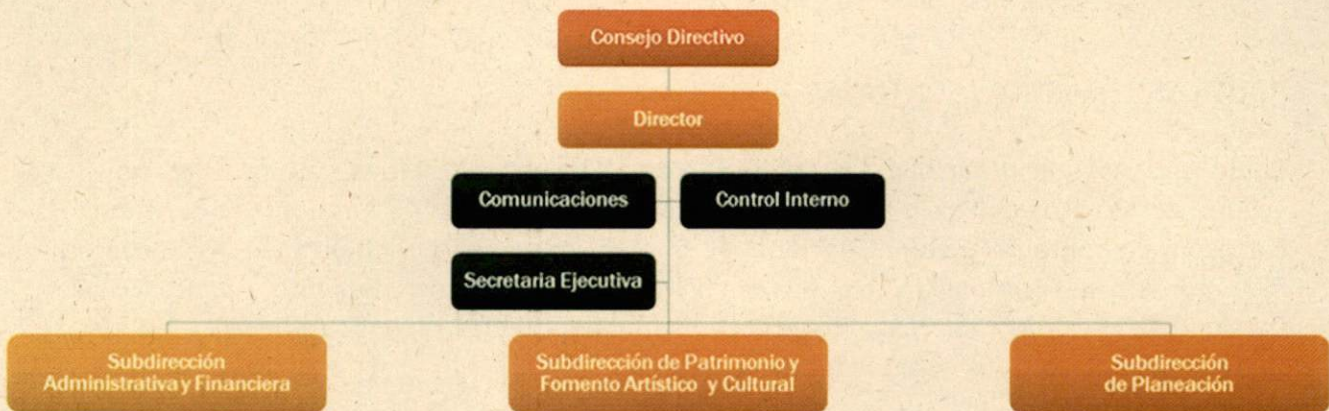 Consejo Directivo
Director
Comunicaciones
Control Interno
Secretaria Ejecutiva
Subdirección
Administrativa y Financiera
Subdirección de Patrimonio y
Fomento Artístico y Cultural
Subdirección
de Planeación